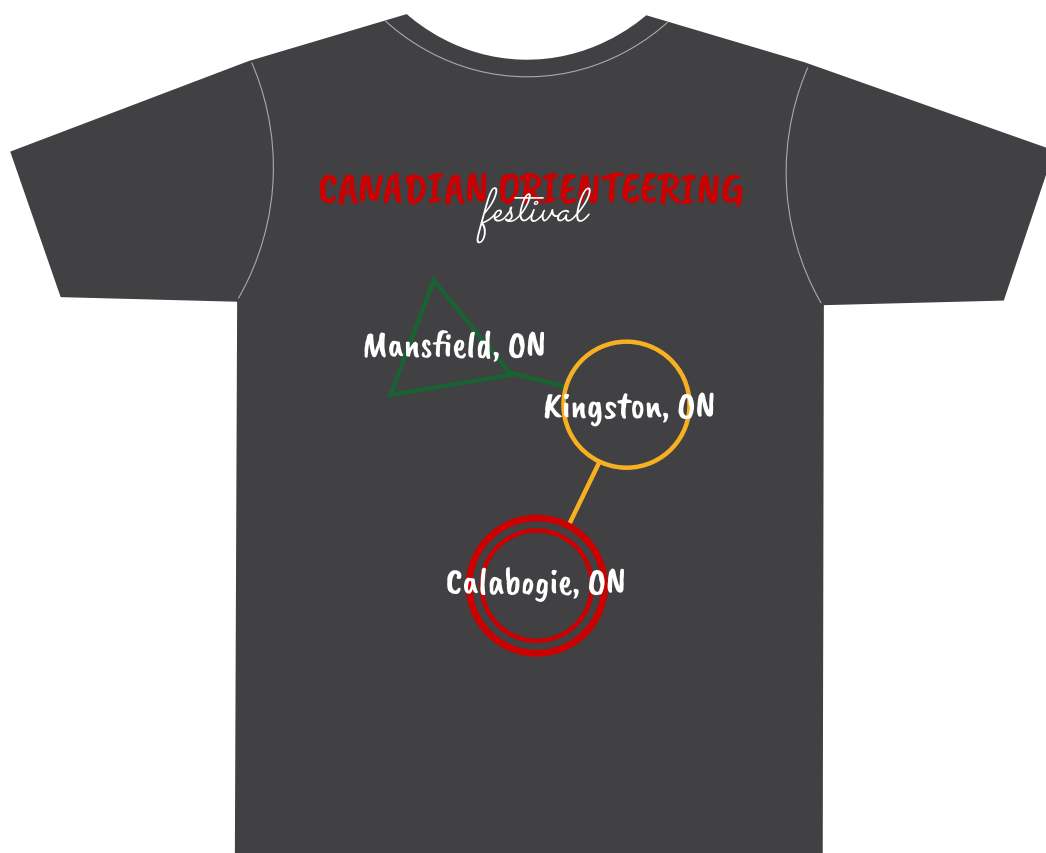 CANADIAN ORIENTEERING
festival
Mansfield, ON
Kingston, ON
Calabogie, ON